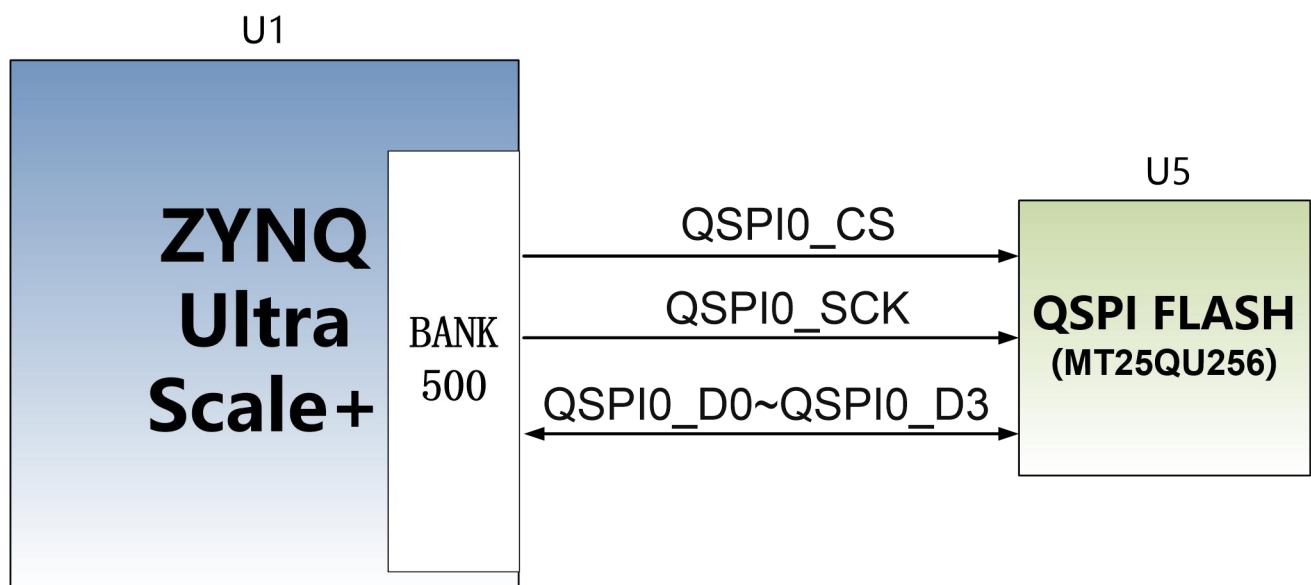 U1
ZYNQ
Ultra
Scale+
BANK
500
QSPI0_CS
QSPI0_SCK
QSPI0_D0~QSPI0_D3
U5
QSPI FLASH
(MT25QU256)